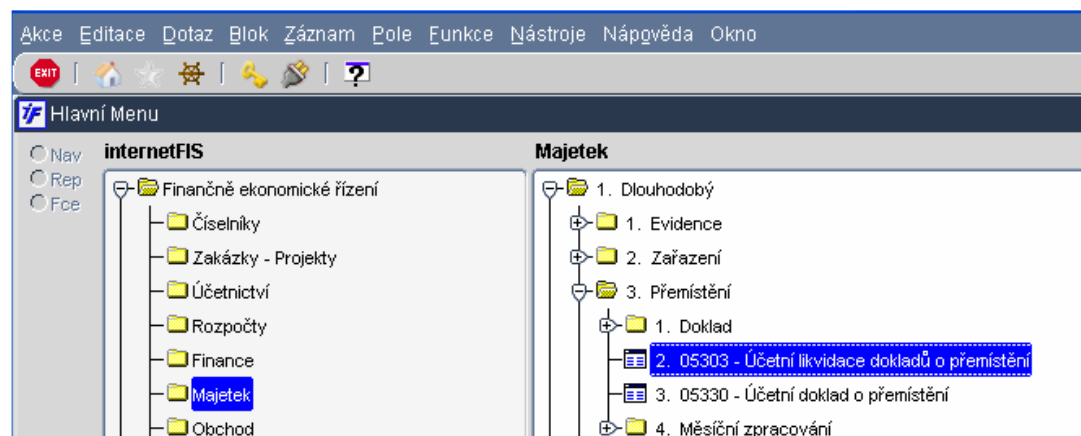 Akce Editace Dotaz Blok Záznam Pole Funkce Nástroje Nápověda Okno
EXIT ?
iF Hlavní Menu
Nav
Rep
Fce
internetFIS
Finančně ekonomické řízení
Číselníky
Zakázky - Projekty
Účetnictví
Rozpočty
Finance
Majetek
Obchod
Majetek
1. Dlouhodobý
1. Evidence
2. Zařazení
3. Přemístění
1. Doklad
2. 05303 - Účetní likvidace dokladů o přemístění
3. 05330 - Účetní doklad o přemístění
4. Měsíční zpracování